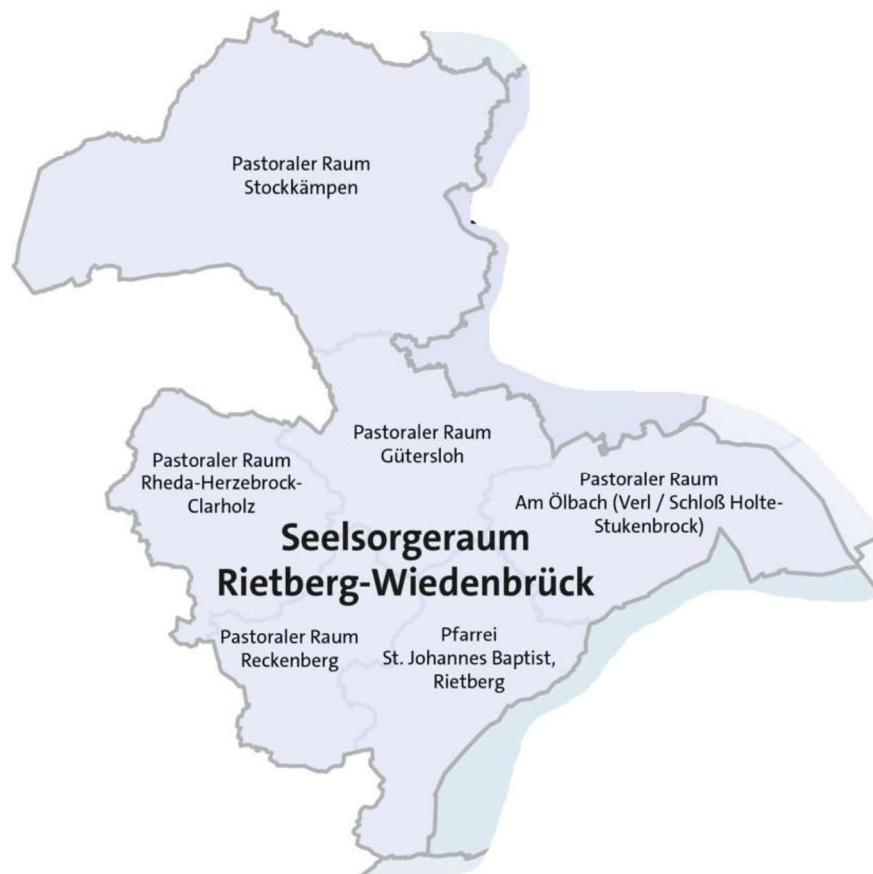 Pastoraler Raum
Stockkämpen
Pastoraler Raum
Gütersloh
Pastoraler Raum
Rheda-Herzebrock-
Clarholz
Pastoraler Raum
Am Ölbach (Verl / Schloß Holte-
Stukenbrock)
Seelsorgeraum
Rietberg-Wiedenbrück
Pastoraler Raum
Reckenberg
Pfarrei
St. Johannes Baptist,
Rietberg